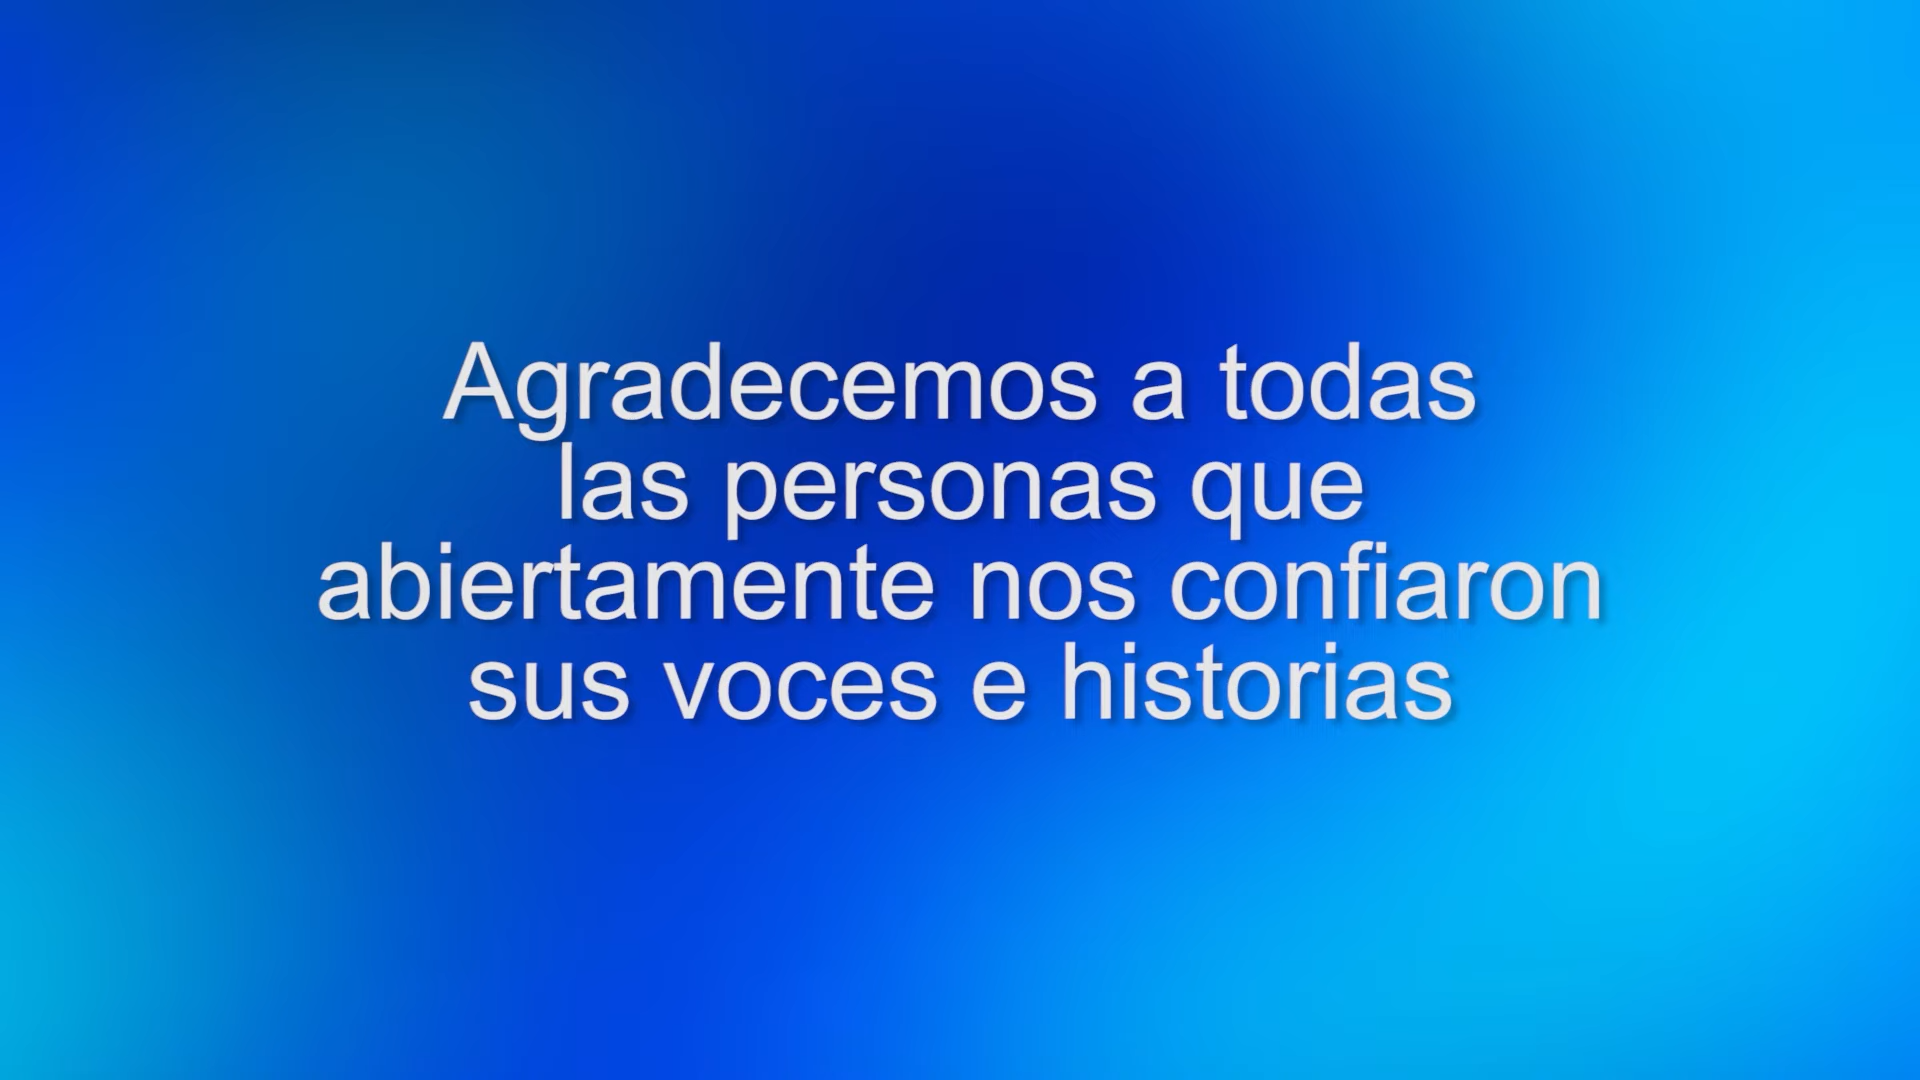 Agradecemos a todas
las personas que
abiertamente nos confiaron
sus voces e historias